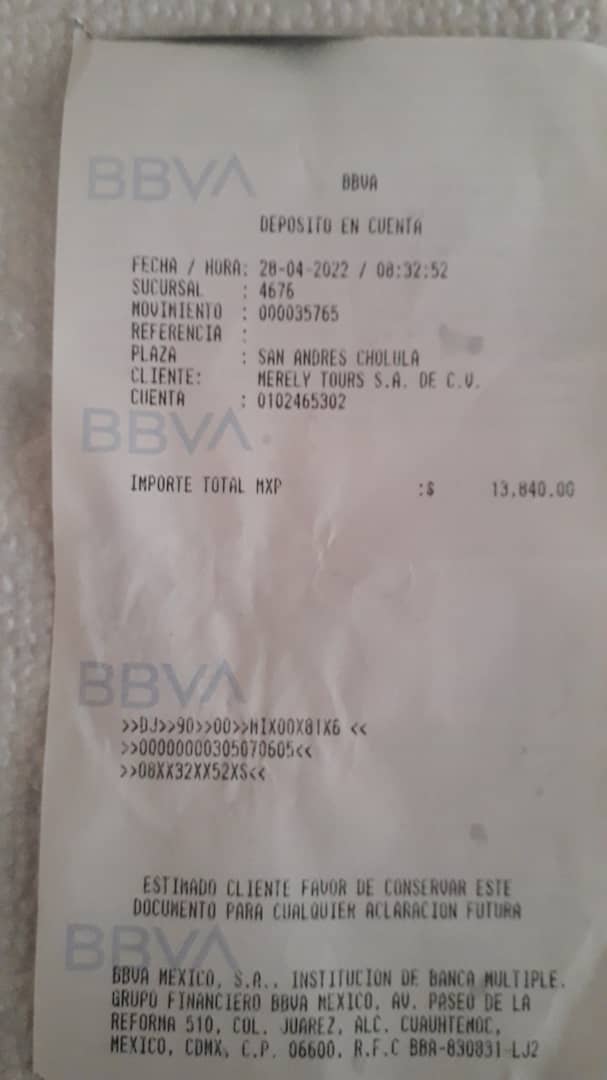 BBVA
BBVA
DEPOSITO EN CUENTA
FECHA / HORA: 28-04-2022 / 08:32:52
SUCURSAL : 4676
MOVIMIENTO : 000035765
REFERENCIA :
PLAZA : SAN ANDRES CHOLULA
CLIENTE: MERELY TOURS S.A. DE C.V.
CUENTA : 0102465302
BBVA
IMPORTE TOTAL MXP :$ 13,840.00
BBVA
>>DJ>>90>>00>>MIX00X81X6 <<
>>00000000305070605<<
>>08XX32XX52XS<<
ESTIMADO CLIENTE FAVOR DE CONSERVAR ESTE
DOCUMENTO PARA CUALQUIER ACLARACION FUTURA
BBVA
BBVA MEXICO, S.A., INSTITUCION DE BANCA MULTIPLE,
GRUPO FINANCIERO BBVA MEXICO, AV. PASEO DE LA
REFORMA 510, COL. JUAREZ, ALC. CUAUHTEMOC,
MEXICO, CDMX, C.P. 06600, R.F.C BBA-830831-LJ2